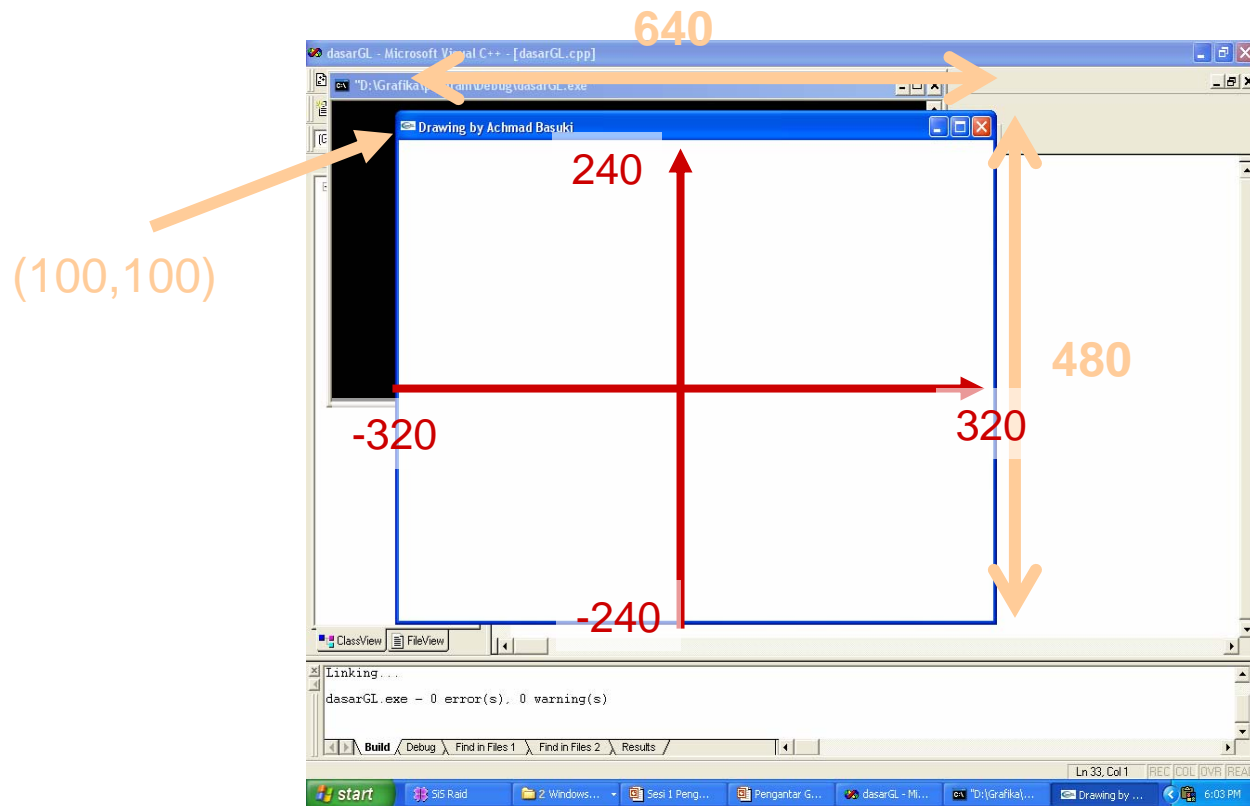 640
dasarGL - Microsoft Visual C++ - [dasarGL.cpp]
"D:\Grafika\program\Debug\dasarGL.exe
Drawing by Achmad Basuki
240
(100,100)
480
-320
320
-240
ClassView
FileView
Linking...
dasarGL.exe - 0 error(s), 0 warning(s)
Build Debug Find in Files 1 Find in Files 2 Results
Ln 33, Col 1 REC COL OVR REA
start SiS Raid 2 Windows... Sesi 1 Peng... Pengantar G... dasarGL - Mi... "D:\Grafika\... Drawing by ... 6:03 PM